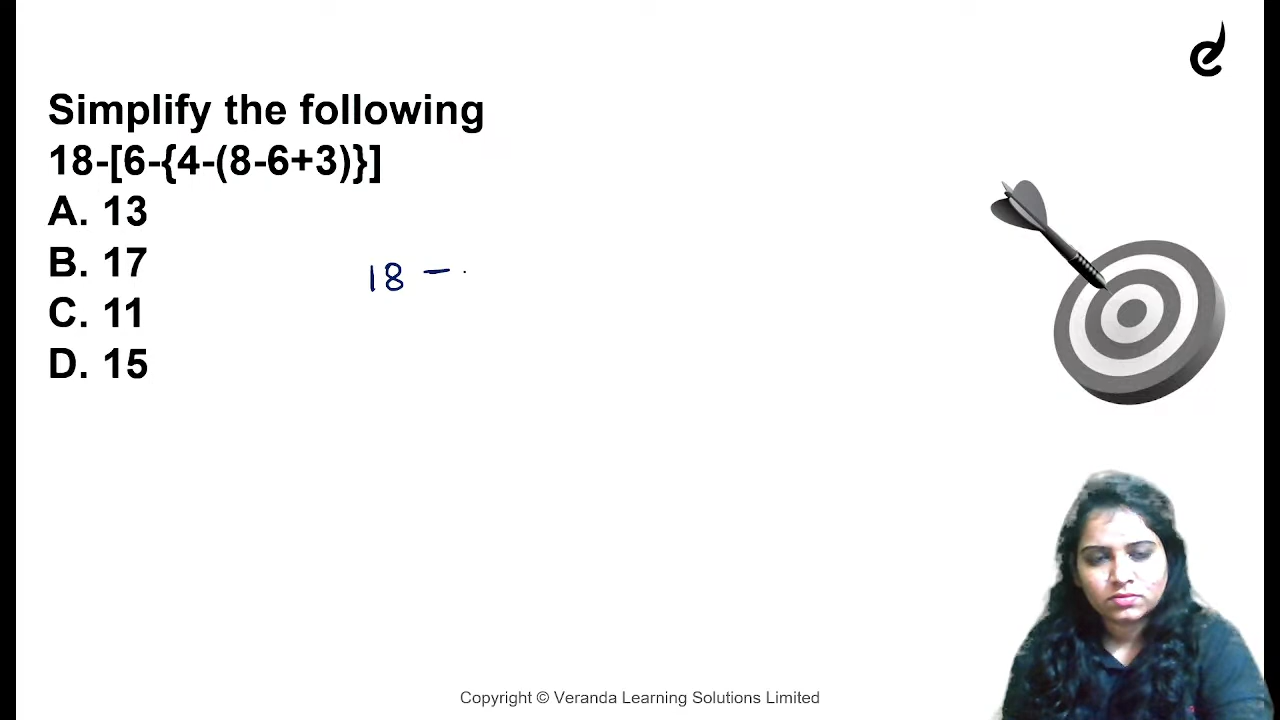 Simplify the following
18-[6-{4-(8-6+3)}]
A. 13
B. 17
18 -
C. 11
D. 15
Copyright © Veranda Learning Solutions Limited